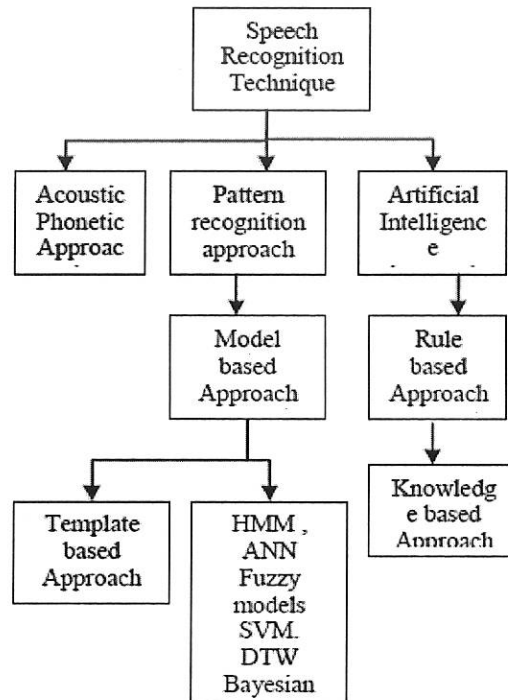 Speech
Recognition
Technique
Acoustic
Phonetic
Approac
Pattern
recognition
approach
Artificial
Intelligenc
e
Model
based
Approach
Rule
based
Approach
Template
based
Approach
HMM ,
ANN
Fuzzy
models
SVM.
DTW
Bayesian
Knowledg
e based
Approach